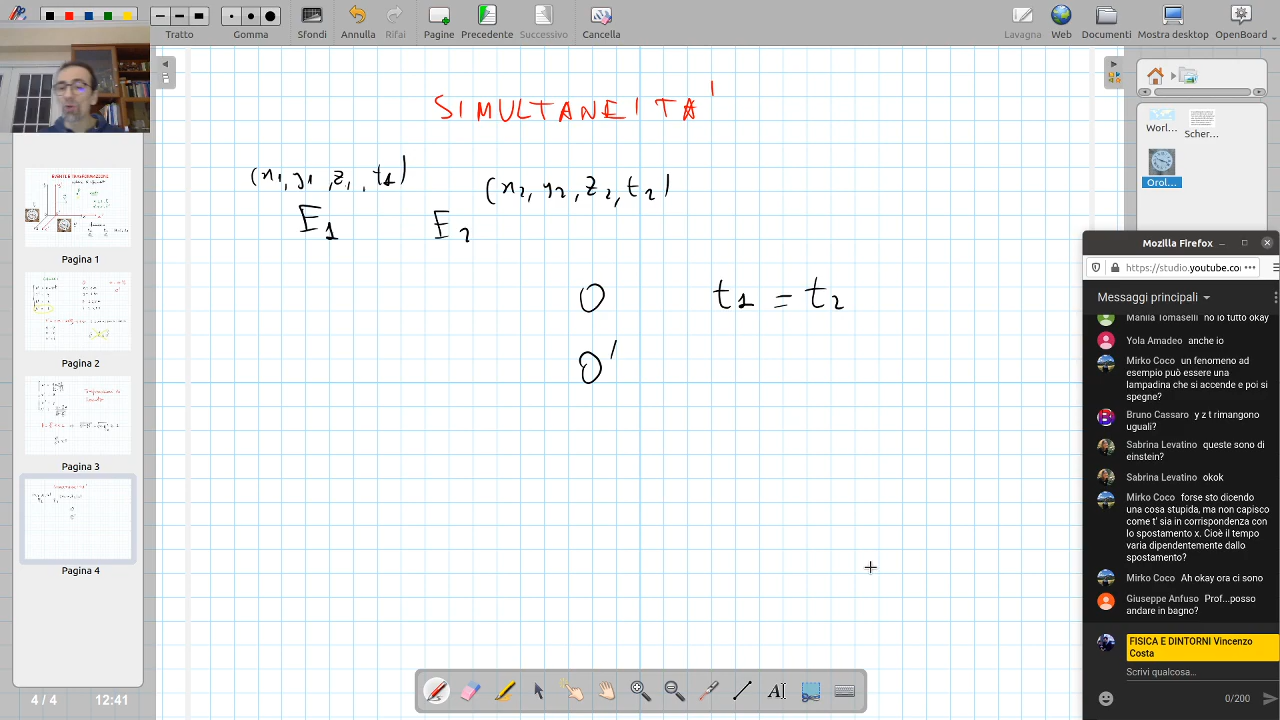 Tratto
Gomma
Sfondi
Annulla
Rifai
Pagine
Precedente
Successivo
Cancella
Lavagna
Web
Documenti
Mostra desktop
OpenBoard
SIMULTANEITA'
(x1, y1, z1, t1)
(x2, y2, z2, t2)
E1
E2
O
t1 = t2
O'
Pagina 1
Pagina 2
Pagina 3
Pagina 4
4 / 4
12:41
Worl...
Scher...
Orol...
Mozilla Firefox
https://studio.youtube.co
Messaggi principali
Manila Tomaselli no io tutto okay
Yola Amadeo anche io
Mirko Coco un fenomeno ad
esempio può essere una
lampadina che si accende e poi si
spegne?
Bruno Cassaro y z t rimangono
uguali?
Sabrina Levatino queste sono di
einstein?
Sabrina Levatino okok
Mirko Coco forse sto dicendo
una cosa stupida, ma non capisco
come t' sia in corrispondenza con
lo spostamento x. Cioè il tempo
varia dipendentemente dallo
spostamento?
Mirko Coco Ah okay ora ci sono
Giuseppe Anfuso Prof...posso
andare in bagno?
FISICA E DINTORNI Vincenzo
Costa
Scrivi qualcosa...
0/200